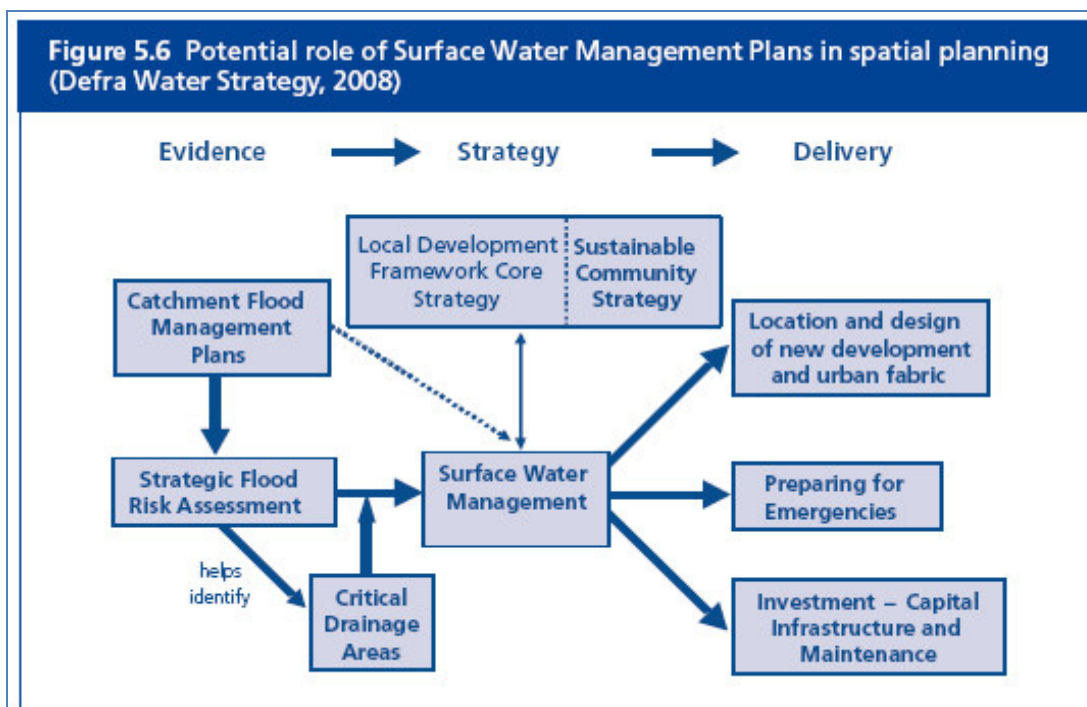 Figure 5.6 Potential role of Surface Water Management Plans in spatial planning
(Defra Water Strategy, 2008)
Evidence
Strategy
Delivery
Local Development
Framework Core
Strategy
Sustainable
Community
Strategy
Catchment Flood
Management
Plans
Location and design
of new development
and urban fabric
Strategic Flood
Risk Assessment
Surface Water
Management
Preparing for
Emergencies
helps
identify
Critical
Drainage
Areas
Investment – Capital
Infrastructure and
Maintenance